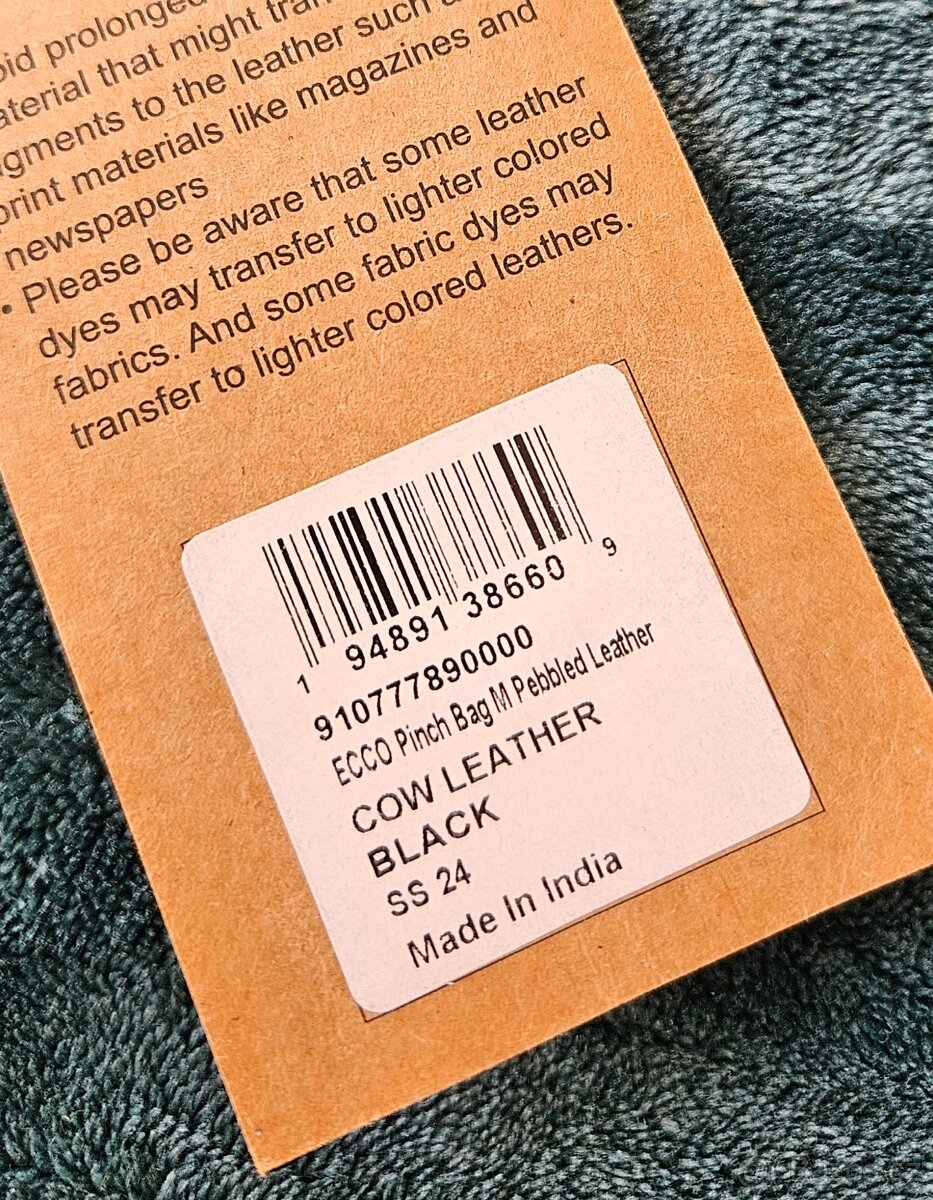 prolonged
material that might
to the leather such
print materials like magazines and
newspapers
• Please be aware that some leather
dyes may transfer to lighter colored
fabrics. And some fabric dyes may
transfer to lighter colored leathers.
1 94891 38660 9
910777890000
ECCO Pinch Bag M Pebbled Leather
COW LEATHER
BLACK
SS 24
Made In India